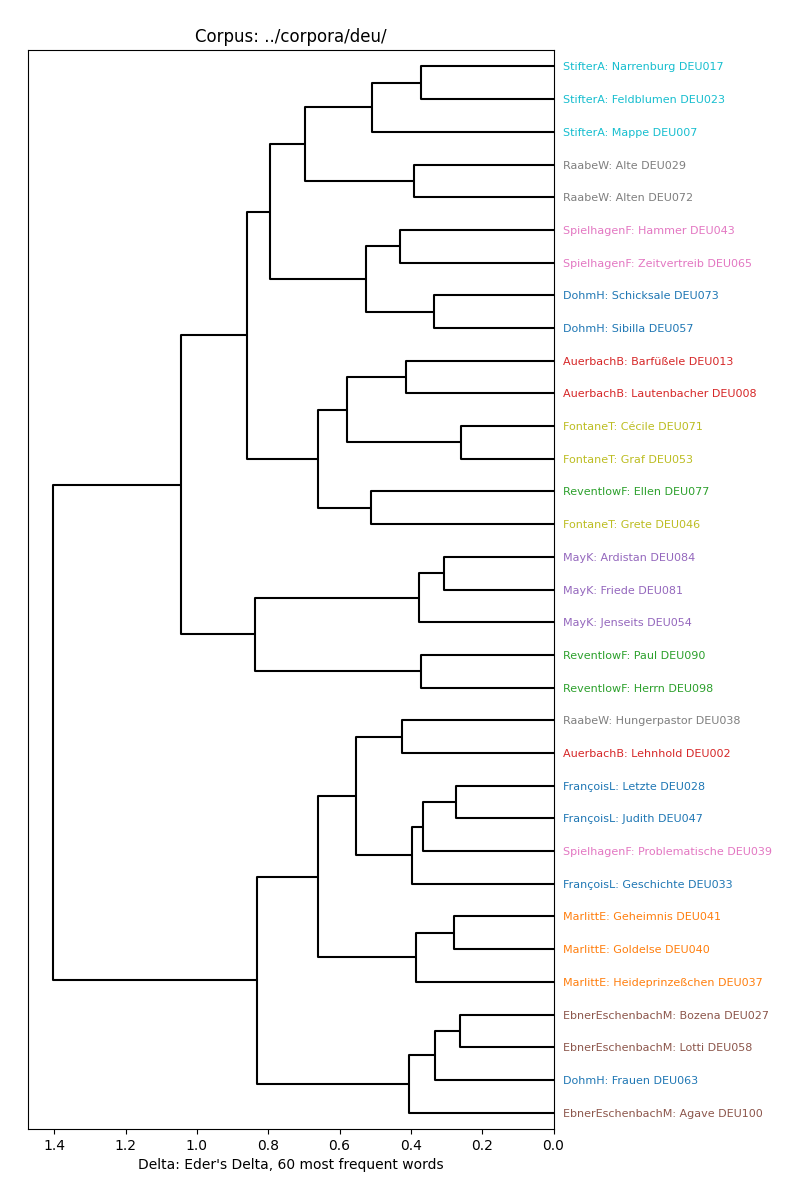 Corpus: ../corpora/deu/
StifterA: Narrenburg DEU017
StifterA: Feldblumen DEU023
StifterA: Mappe DEU007
RaabeW: Alte DEU029
RaabeW: Alten DEU072
SpielhagenF: Hammer DEU043
SpielhagenF: Zeitvertreib DEU065
DohmH: Schicksale DEU073
DohmH: Sibilla DEU057
AuerbachB: Barfüßele DEU013
AuerbachB: Lautenbacher DEU008
FontaneT: Cécile DEU071
FontaneT: Graf DEU053
ReventlowF: Ellen DEU077
FontaneT: Grete DEU046
MayK: Ardistan DEU084
MayK: Friede DEU081
MayK: Jenseits DEU054
ReventlowF: Paul DEU090
ReventlowF: Herrn DEU098
RaabeW: Hungerpastor DEU038
AuerbachB: Lehnhold DEU002
FrançoisL: Letzte DEU028
FrançoisL: Judith DEU047
SpielhagenF: Problematische DEU039
FrançoisL: Geschichte DEU033
MarlittE: Geheimnis DEU041
MarlittE: Goldelse DEU040
MarlittE: Heideprinzeßchen DEU037
EbnerEschenbachM: Bozena DEU027
EbnerEschenbachM: Lotti DEU058
DohmH: Frauen DEU063
EbnerEschenbachM: Agave DEU100
1.4 1.2 1.0 0.8 0.6 0.4 0.2 0.0
Delta: Eder's Delta, 60 most frequent words